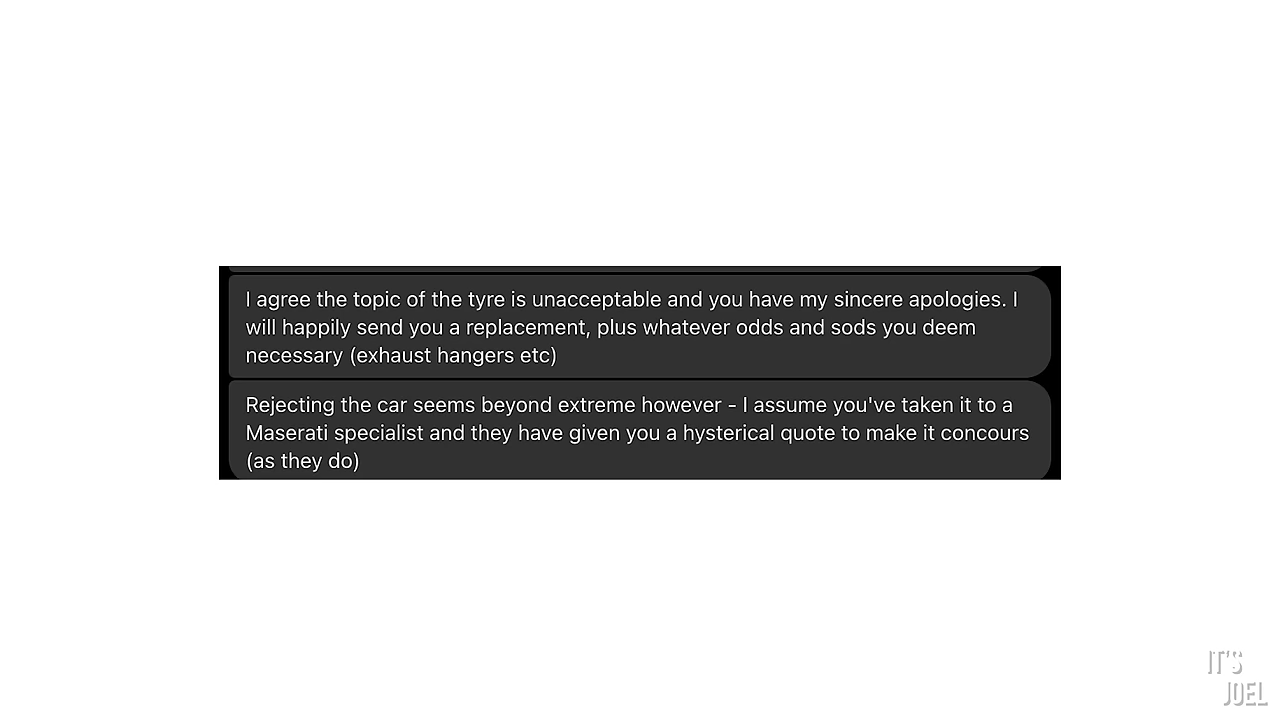 I agree the topic of the tyre is unacceptable and you have my sincere apologies. I
will happily send you a replacement, plus whatever odds and sods you deem
necessary (exhaust hangers etc)
Rejecting the car seems beyond extreme however - I assume you've taken it to a
Maserati specialist and they have given you a hysterical quote to make it concours
(as they do)
IT'S
JOEL